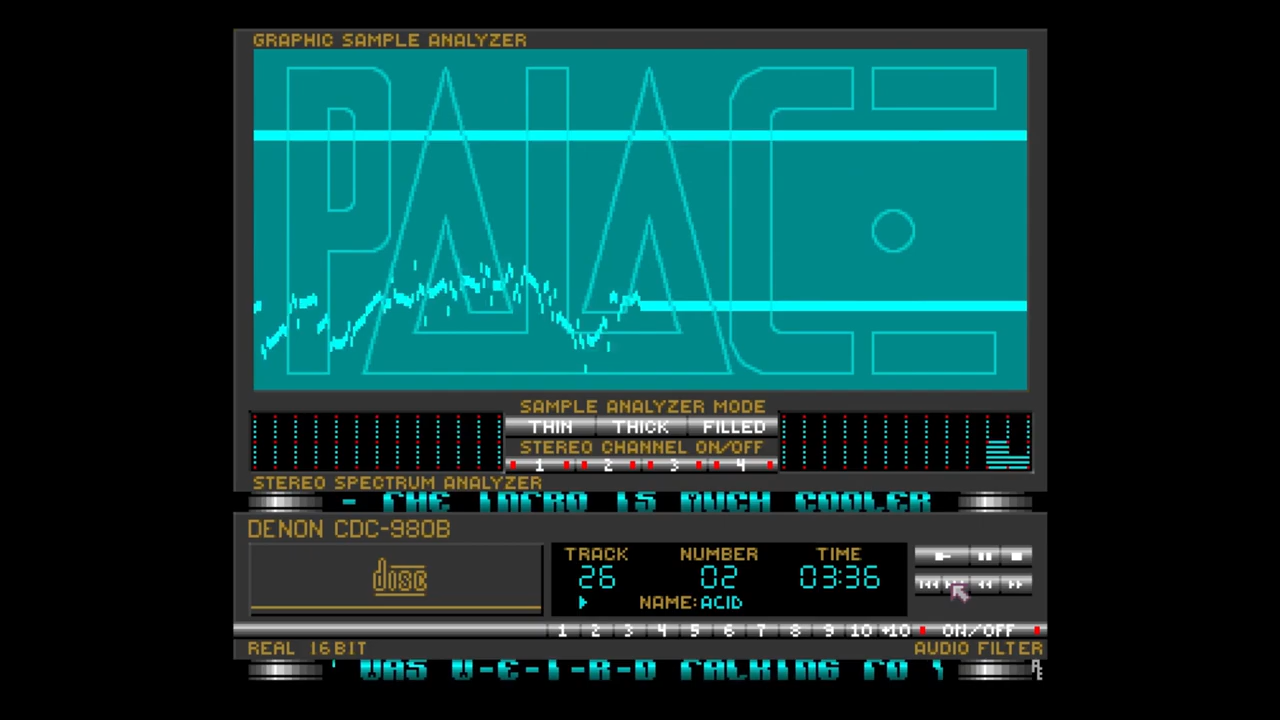 GRAPHIC SAMPLE ANALYZER
PALACE
SAMPLE ANALYZER MODE
THIN THICK FILLED
STEREO CHANNEL ON/OFF
1 2 3 4
STEREO SPECTRUM ANALYZER
- THE INTRO IS MUCH COOLER
DENON CDC-980B
disc
TRACK NUMBER TIME
26 02 03:36
NAME:ACID
1 2 3 4 5 6 7 8 9 10 +10 ON/OFF
REAL 16BIT AUDIO FILTER
WAS W-E-I-R-D TALKING TO